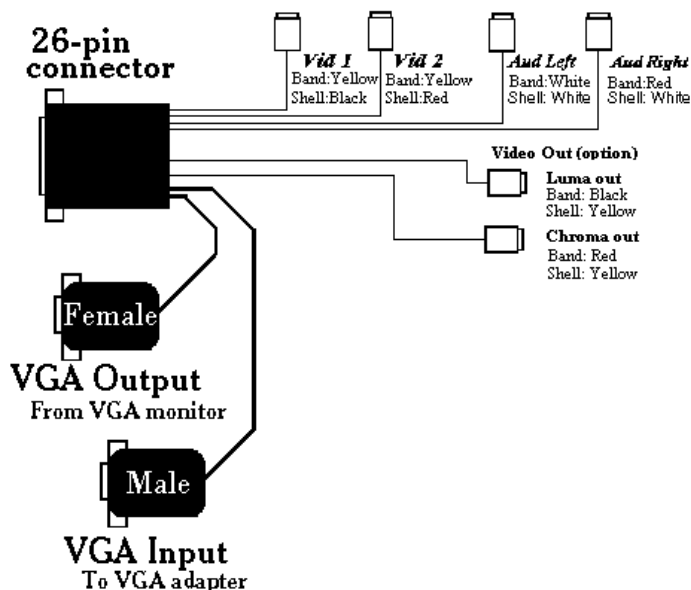 26-pin
connector
Vid 1
Band:Yellow
Shell:Black
Vid 2
Band:Yellow
Shell:Red
Aud Left
Band:White
Shell: White
Aud Right
Band:Red
Shell: White
Video Out (option)
Luma out
Band: Black
Shell: Yellow
Chroma out
Band: Red
Shell: Yellow
Female
VGA Output
From VGA monitor
Male
VGA Input
To VGA adapter